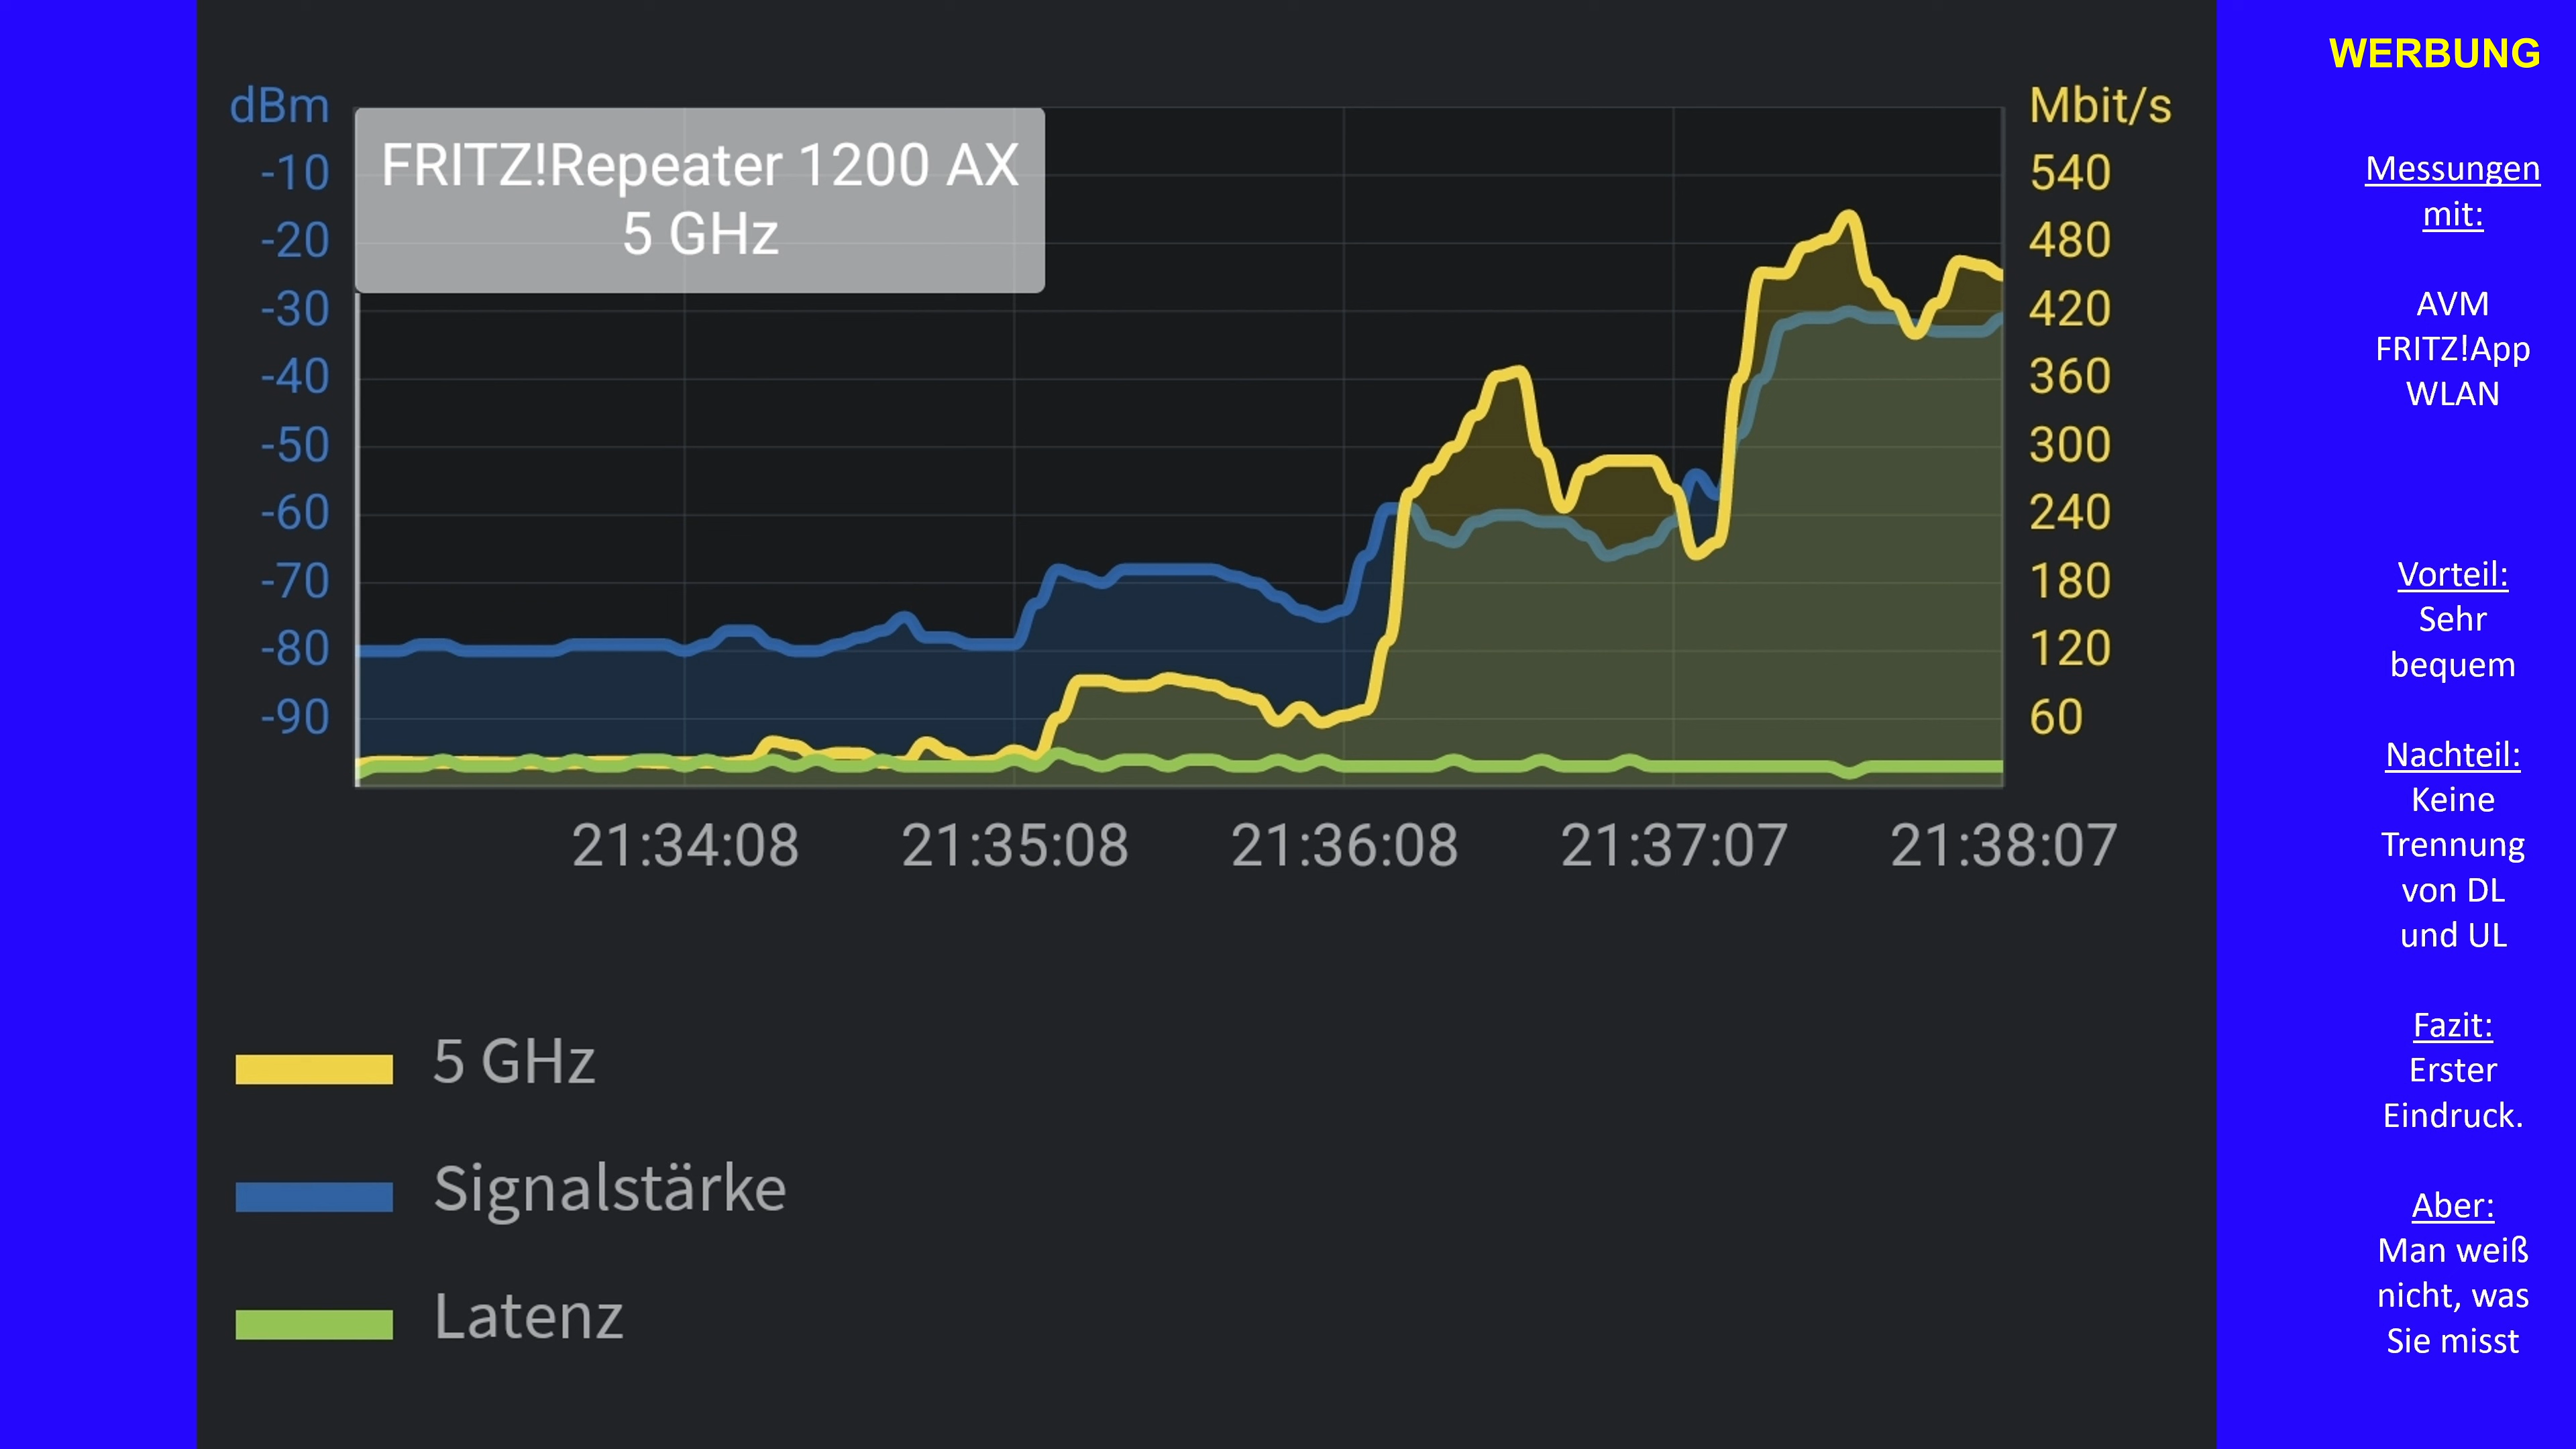 WERBUNG
dBm
-10
-20
-30
-40
-50
-60
-70
-80
-90
FRITZ!Repeater 1200 AX
5 GHz
Mbit/s
540
480
420
360
300
240
180
120
60
21:34:08
21:35:08
21:36:08
21:37:07
21:38:07
5 GHz
Signalstärke
Latenz
Messungen
mit:
AVM
FRITZ!App
WLAN
Vorteil:
Sehr
bequem
Nachteil:
Keine
Trennung
von DL
und UL
Fazit:
Erster
Eindruck.
Aber:
Man weiß
nicht, was
Sie misst